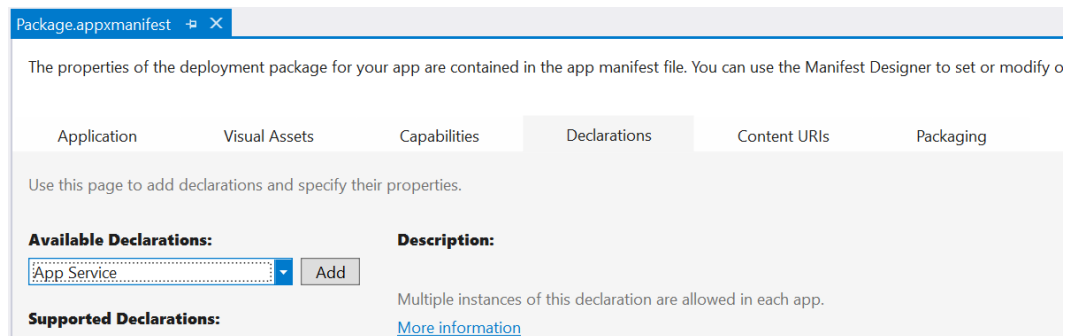 Package.appxmanifest
The properties of the deployment package for your app are contained in the app manifest file. You can use the Manifest Designer to set or modify o
Application Visual Assets Capabilities Declarations Content URIs Packaging
Use this page to add declarations and specify their properties.
Available Declarations: Description:
App Service Add
Multiple instances of this declaration are allowed in each app.
Supported Declarations: More information